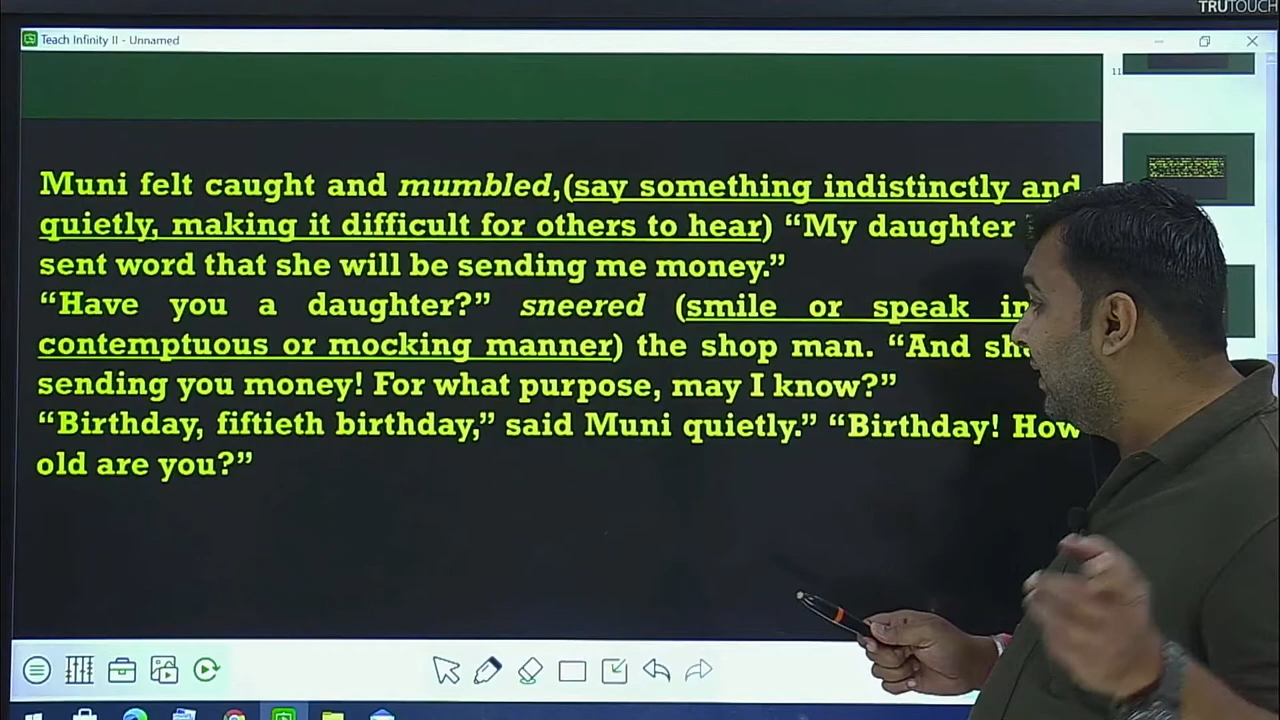 TRUTOUCH
Teach Infinity II - Unnamed
11
Muni felt caught and mumbled,(say something indistinctly and
quietly, making it difficult for others to hear) “My daughter
sent word that she will be sending me money.”
“Have you a daughter?” sneered (smile or speak in
contemptuous or mocking manner) the shop man. “And
sending you money! For what purpose, may I know?”
“Birthday, fiftieth birthday,” said Muni quietly.” “Birthday! How
old are you?”